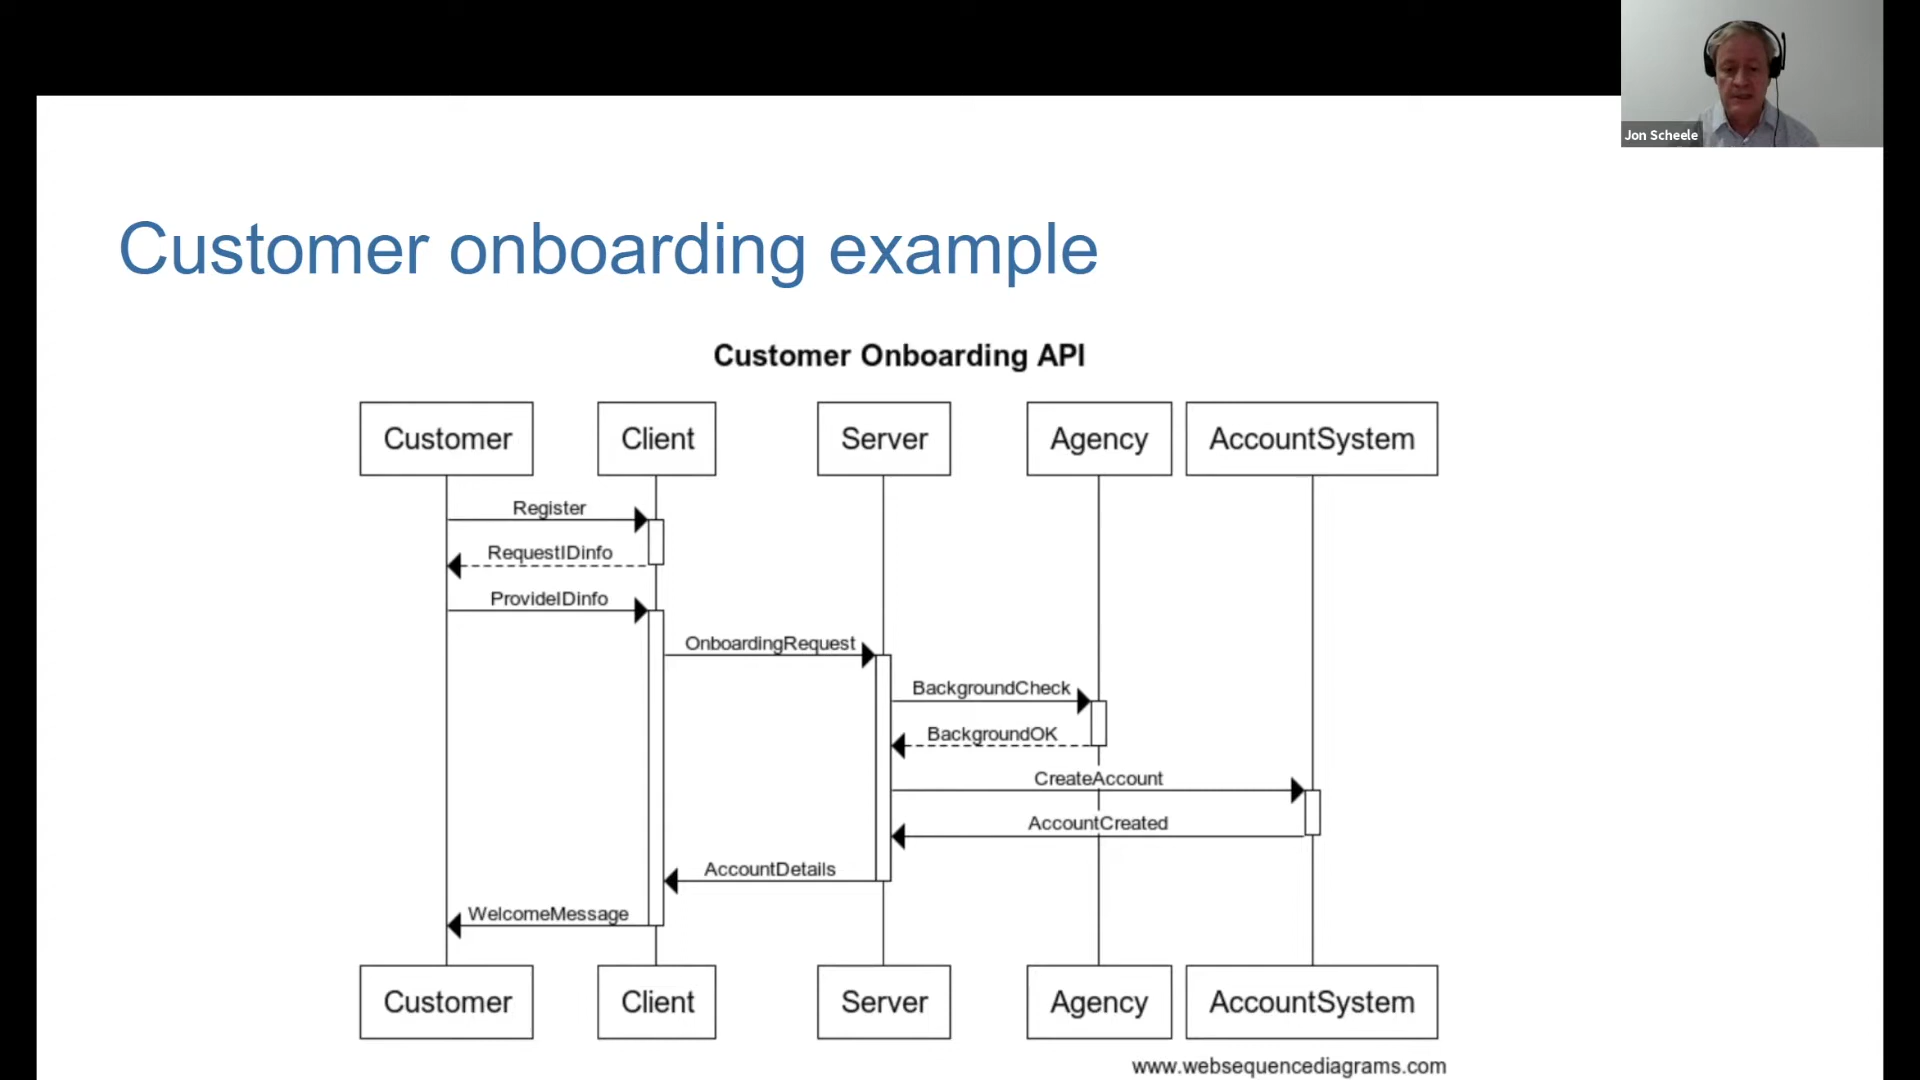 Jon Scheele
Customer onboarding example
Customer Onboarding API
Customer Client Server Agency AccountSystem
Register
RequestIDinfo
ProvideIDinfo
OnboardingRequest
BackgroundCheck
BackgroundOK
CreateAccount
AccountCreated
AccountDetails
WelcomeMessage
Customer Client Server Agency AccountSystem
www.websequencediagrams.com